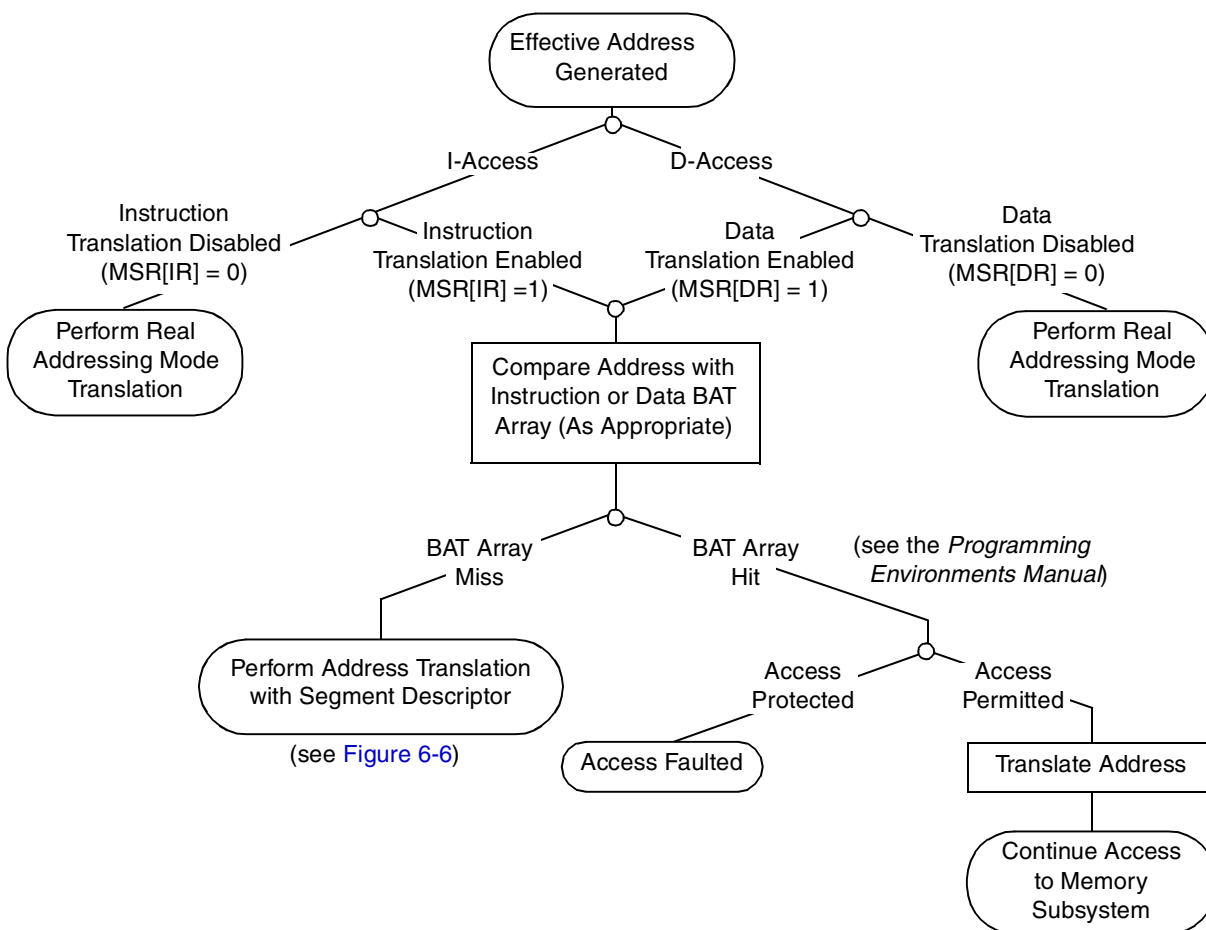 Effective Address
Generated
I-Access
D-Access
Instruction
Translation Disabled
(MSR[IR] = 0)
Instruction
Translation Enabled
(MSR[IR] =1)
Data
Translation Enabled
(MSR[DR] = 1)
Data
Translation Disabled
(MSR[DR] = 0)
Perform Real
Addressing Mode
Translation
Compare Address with
Instruction or Data BAT
Array (As Appropriate)
Perform Real
Addressing Mode
Translation
BAT Array
Miss
BAT Array
Hit
(see the Programming
Environments Manual)
Perform Address Translation
with Segment Descriptor
(see Figure 6-6)
Access
Protected
Access
Permitted
Access Faulted
Translate Address
Continue Access
to Memory
Subsystem